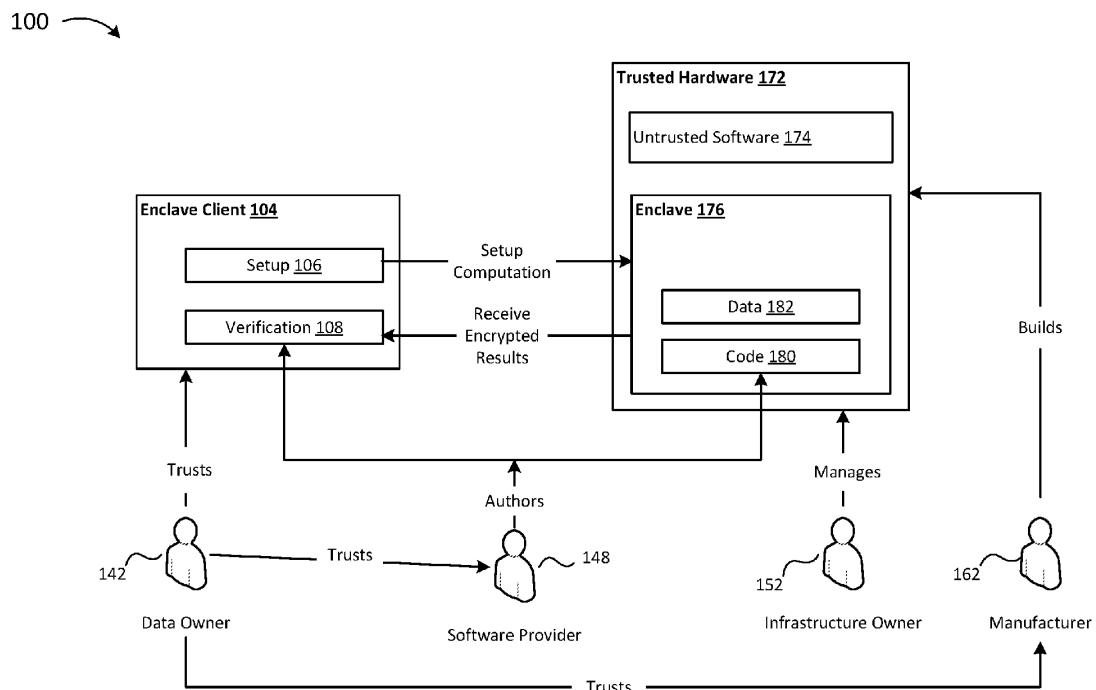 100
Trusted Hardware 172
Untrusted Software 174
Enclave Client 104
Enclave 176
Setup 106
Setup
Computation
Data 182
Verification 108
Receive
Encrypted
Results
Builds
Code 180
Trusts
Manages
Authors
Trusts
142
148
152
162
Data Owner
Software Provider
Infrastructure Owner
Manufacturer
Trusts